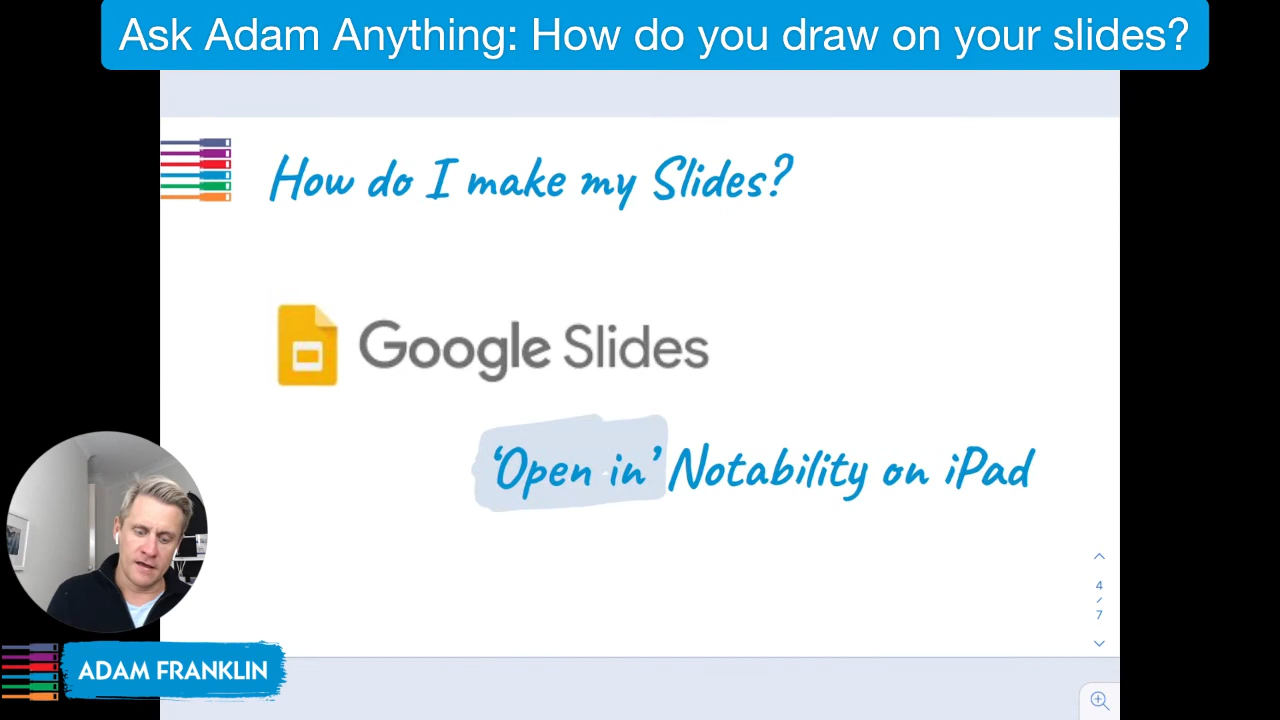 Ask Adam Anything: How do you draw on your slides?
How do I make my Slides?
Google Slides
‘Open in’ Notability on iPad
4
/
7
ADAM FRANKLIN